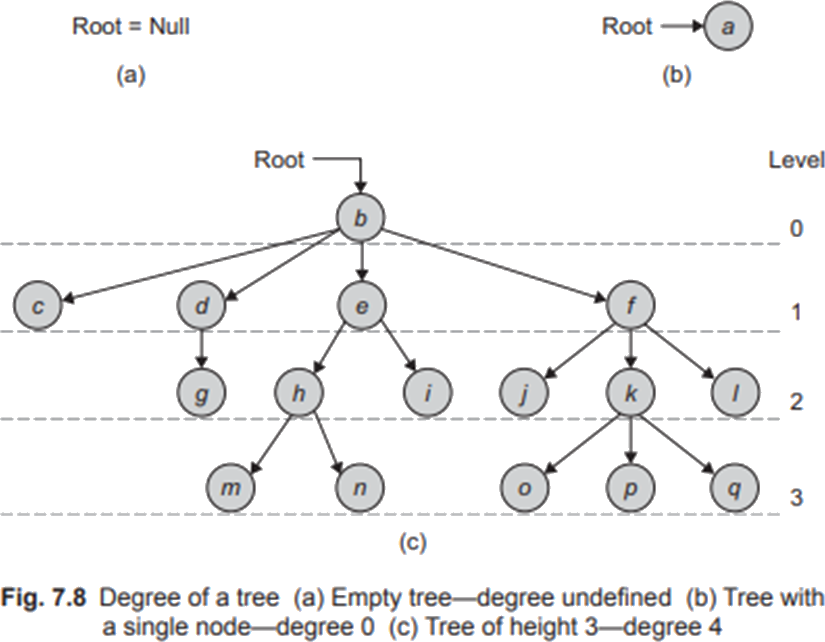 Root = Null
Root a
(a)
(b)
Root
Level
b
0
c d e f
1
g h i j k l
2
m n o p q
3
(c)
Fig. 7.8 Degree of a tree (a) Empty tree—degree undefined (b) Tree with
a single node—degree 0 (c) Tree of height 3—degree 4